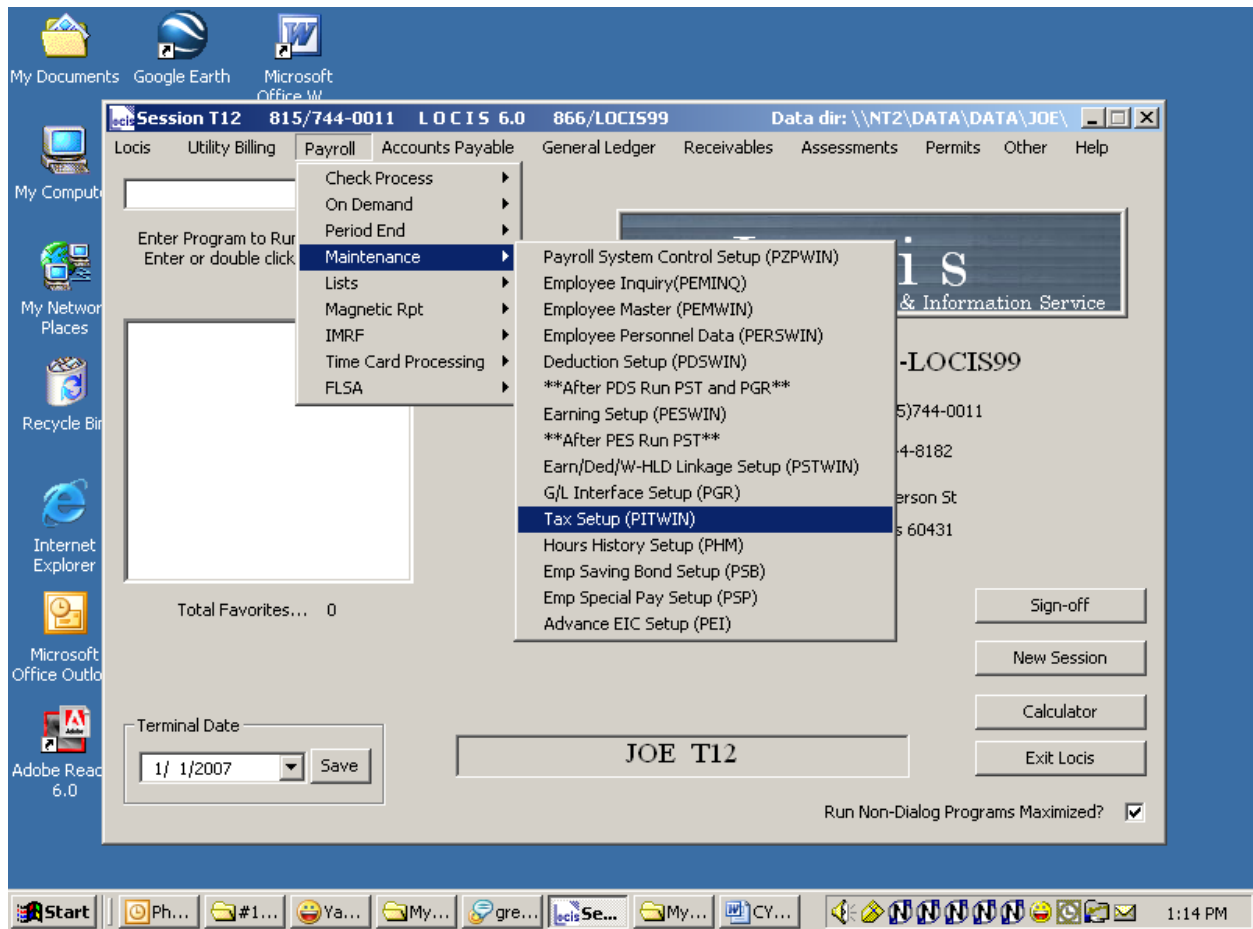 My Documents
Google Earth
Microsoft
Office W
Session T12 815/744-0011 L O C I S 6.0 866/LOCIS99 Data dir: \\NT2\DATA\DATA\JOE\
Locis Utility Billing Payroll Accounts Payable General Ledger Receivables Assessments Permits Other Help
Check Process
On Demand
Period End
Maintenance
Lists
Magnetic Rpt
IMRF
Time Card Processing
FLSA
Payroll System Control Setup (PZPWIN)
Employee Inquiry(PEMINQ)
Employee Master (PEMWIN)
Employee Personnel Data (PERSWIN)
Deduction Setup (PDSWIN)
**After PDS Run PST and PGR**
Earning Setup (PESWIN)
**After PES Run PST**
Earn/Ded/W-HLD Linkage Setup (PSTWIN)
G/L Interface Setup (PGR)
Tax Setup (PITWIN)
Hours History Setup (PHM)
Emp Saving Bond Setup (PSB)
Emp Special Pay Setup (PSP)
Advance EIC Setup (PEI)
Enter Program to Run
Enter or double click
i s
& Information Service
-LOCIS99
5)744-0011
4-8182
erson St
s 60431
Total Favorites... 0
Sign-off
New Session
Calculator
Exit Locis
Terminal Date
1/ 1/2007
Save
JOE T12
Run Non-Dialog Programs Maximized?
My Compute
My Networ
Places
Recycle Bin
Internet
Explorer
Microsoft
Office Outlo
Adobe Read
6.0
Start
Ph...
#1...
Ya...
My...
gre...
Se...
My...
CY...
1:14 PM